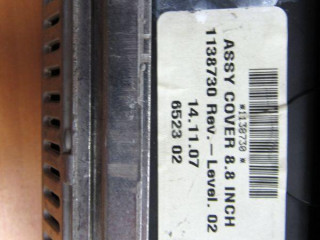 *1138730*
ASSY COVER 8.8 INCH
1138730 Rev. - Level. 02
14.11.07
6523 02